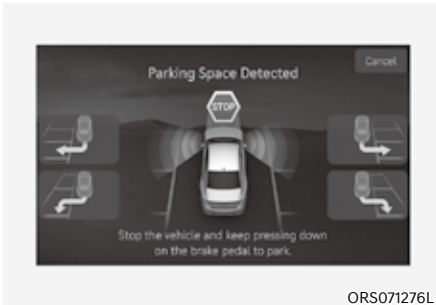 Cancel
Parking Space Detected
STOP
Stop the vehicle and keep pressing down
on the brake pedal to park.
ORS071276L